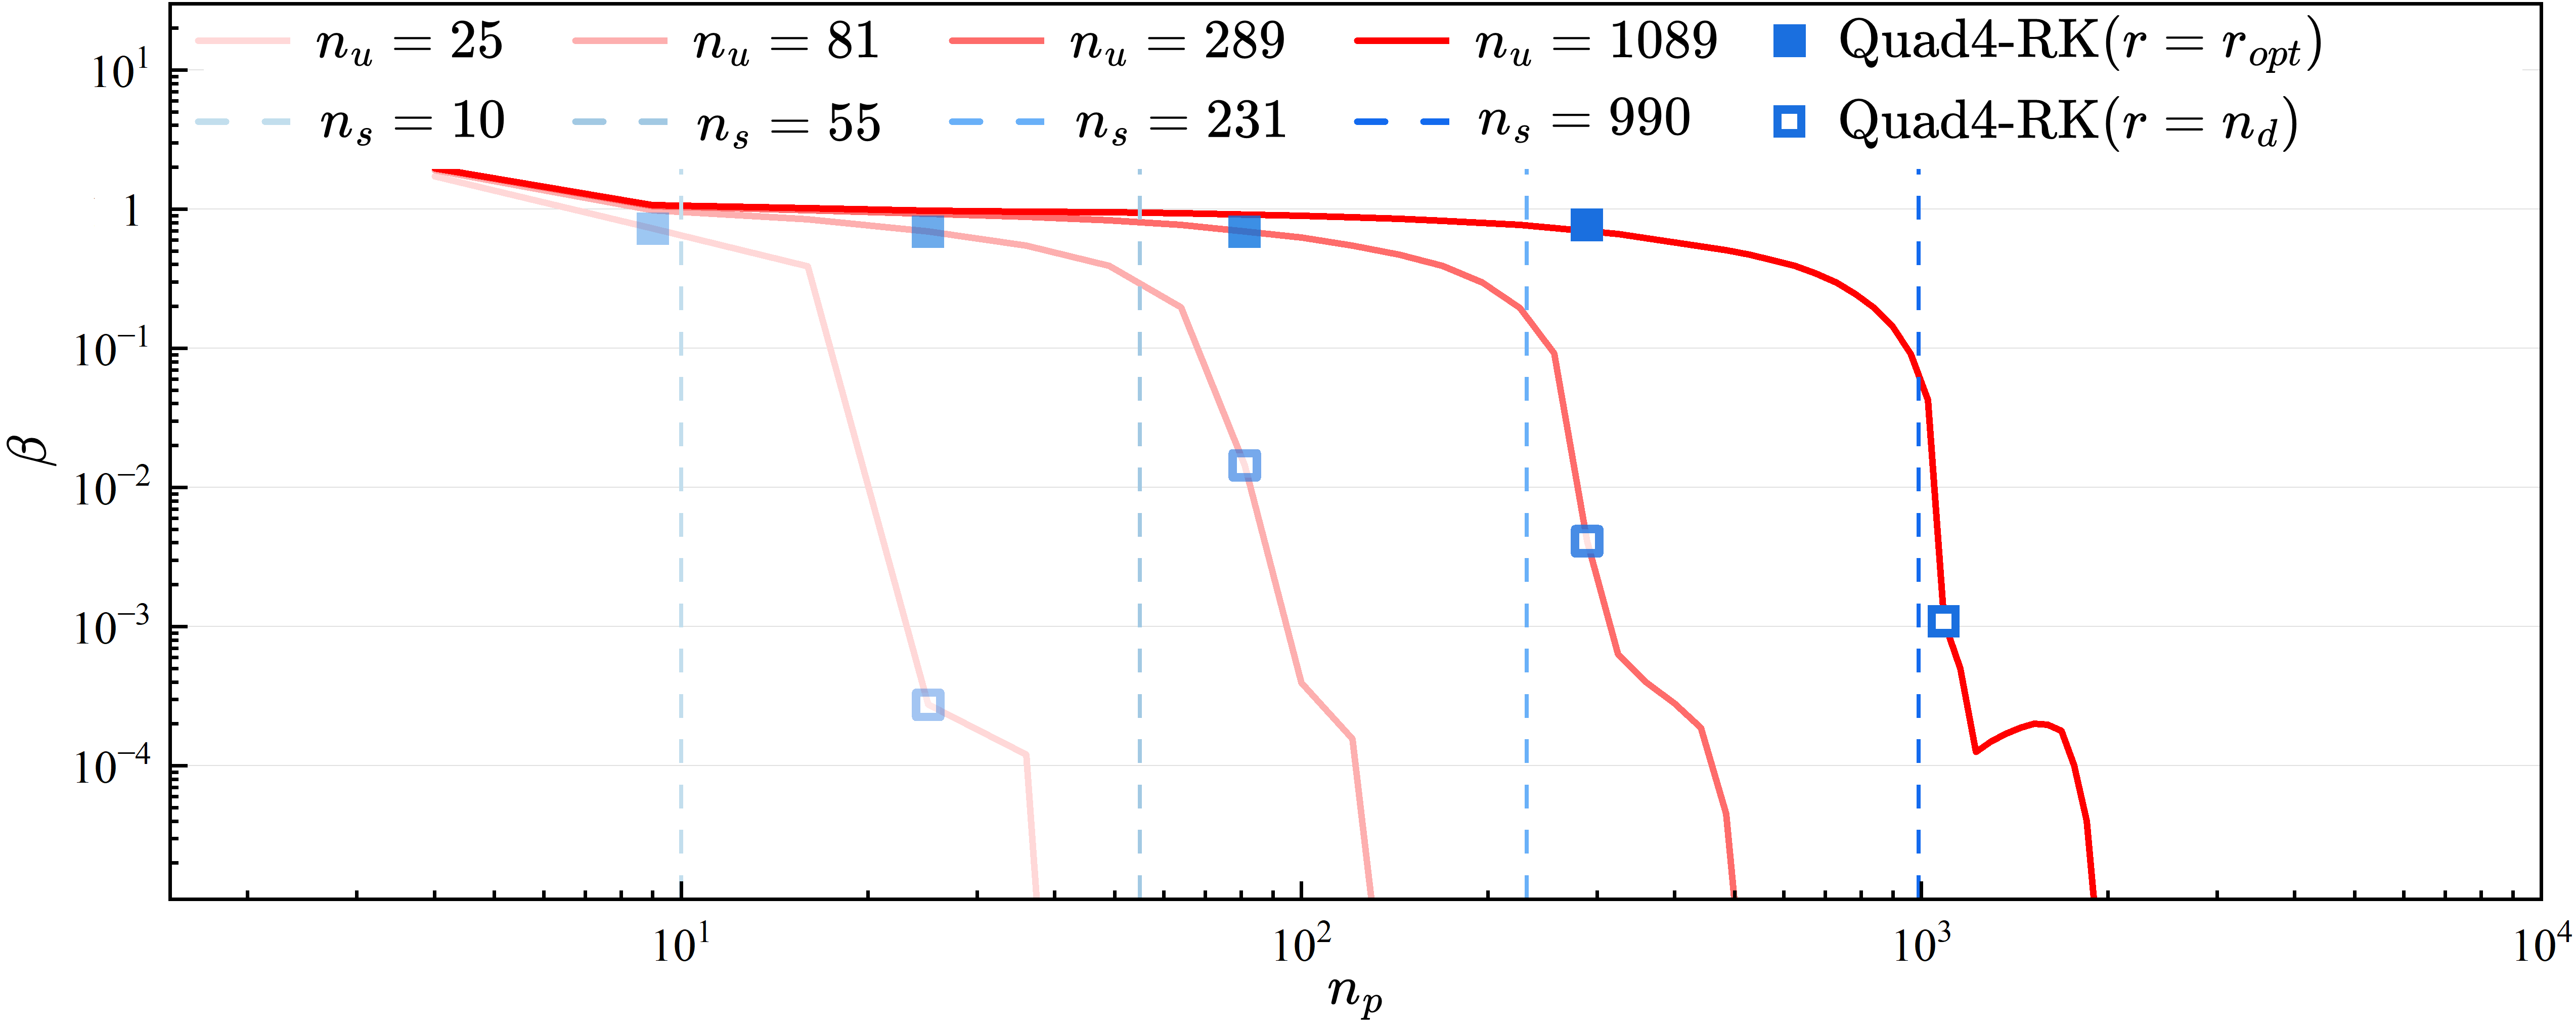 n_u = 25 n_u = 81 n_u = 289 n_u = 1089 Quad4-RK(r = r_opt)
n_s = 10 n_s = 55 n_s = 231 n_s = 990 Quad4-RK(r = n_d)
10^1
1
10^−1
10^−2
10^−3
10^−4
β
10^1 10^2 10^3 10^4
n_p